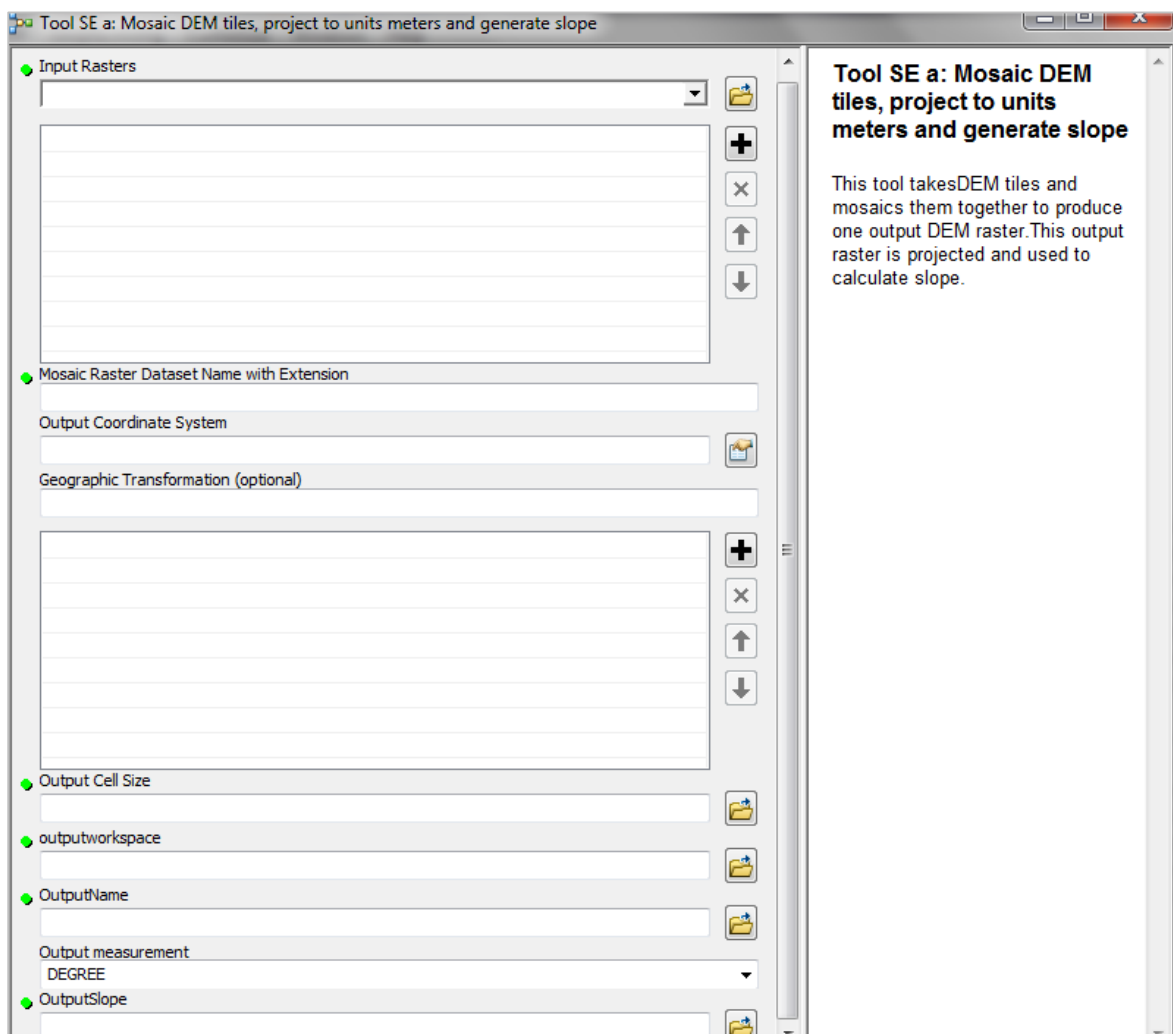 Tool SE a: Mosaic DEM tiles, project to units meters and generate slope
Input Rasters
Mosaic Raster Dataset Name with Extension
Output Coordinate System
Geographic Transformation (optional)
Output Cell Size
outputworkspace
OutputName
Output measurement
DEGREE
OutputSlope
Tool SE a: Mosaic DEM
tiles, project to units
meters and generate slope
This tool takesDEM tiles and
mosaics them together to produce
one output DEM raster.This output
raster is projected and used to
calculate slope.